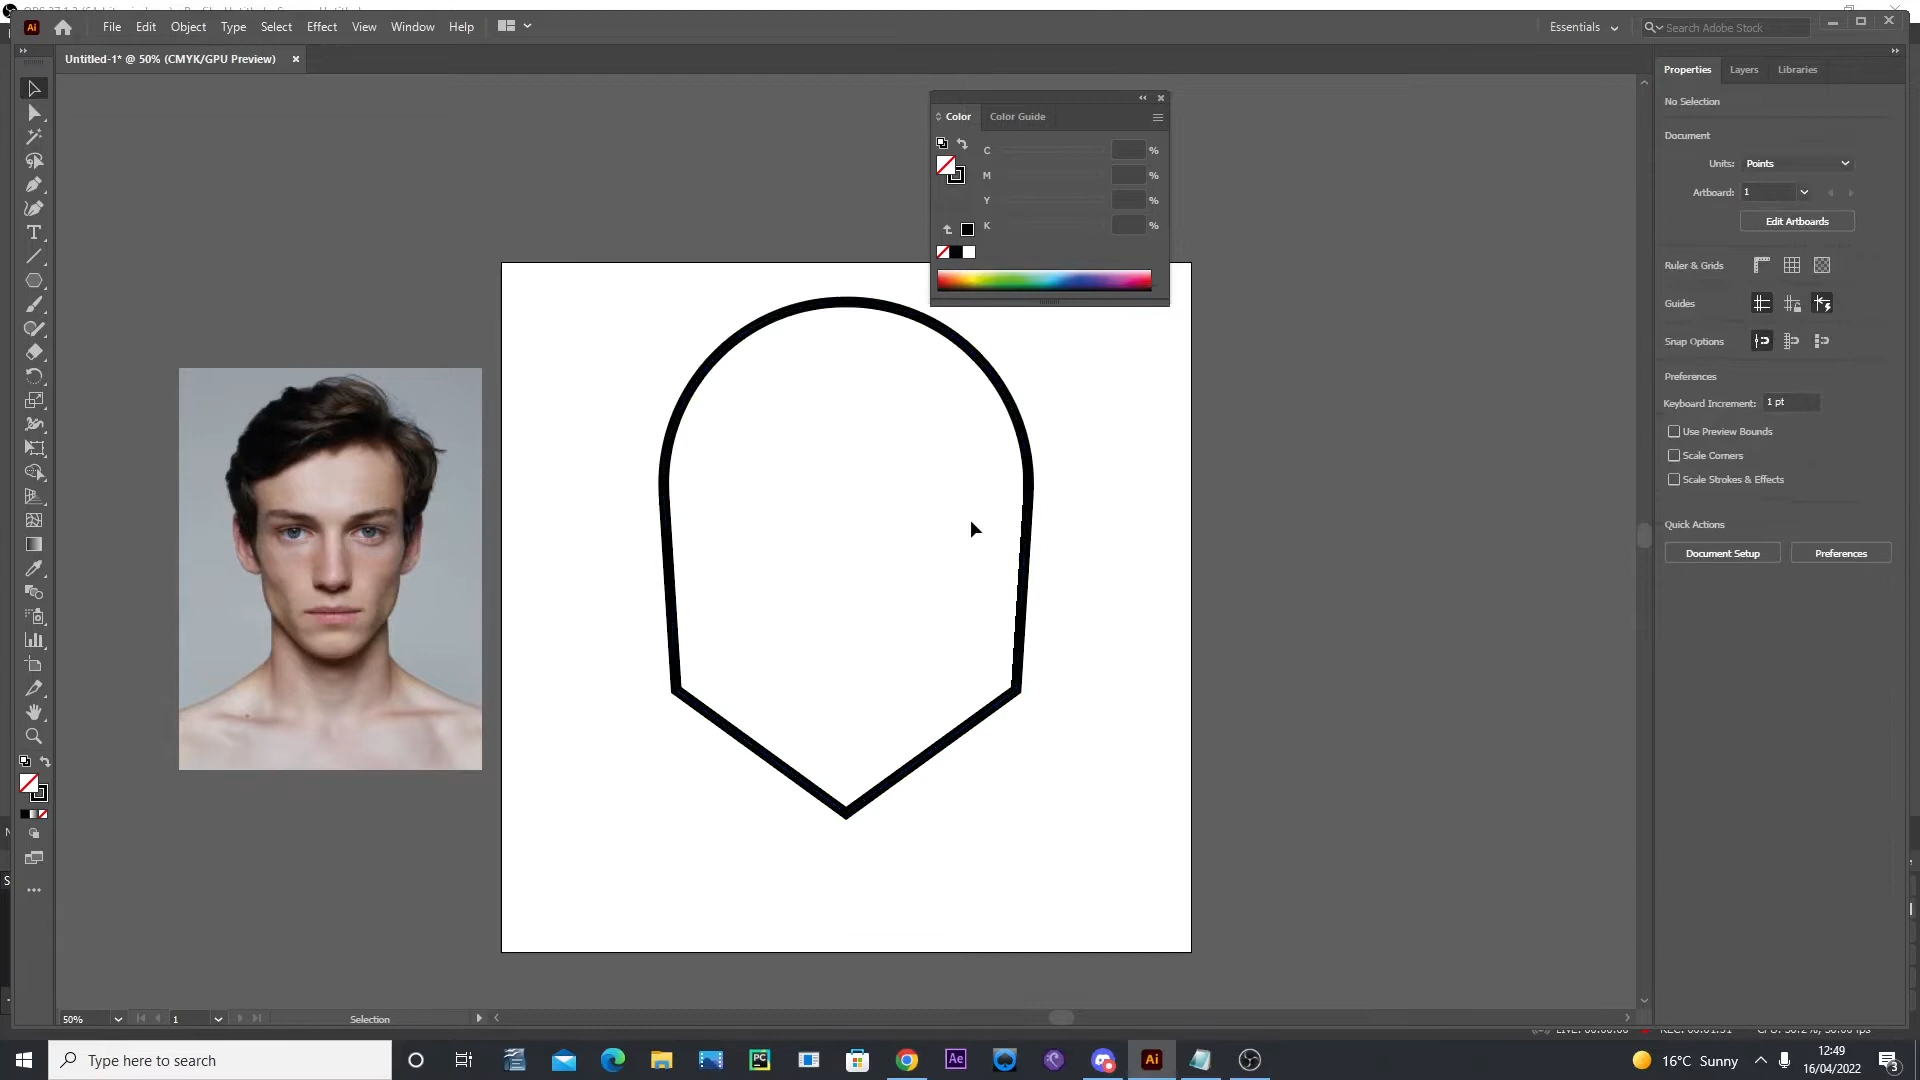 File Edit Object Type Select Effect View Window Help
Essentials
Search Adobe Stock
Untitled-1* @ 50% (CMYK/GPU Preview)
Color Color Guide
C %
M %
Y %
K %
Properties Layers Libraries
No Selection
Document
Units: Points
Artboard: 1
Edit Artboards
Ruler & Grids
Guides
Snap Options
Preferences
Keyboard Increment: 1 pt
Use Preview Bounds
Scale Corners
Scale Strokes & Effects
Quick Actions
Document Setup Preferences
50% 1 Selection
Type here to search
16°C Sunny
12:49
16/04/2022
3